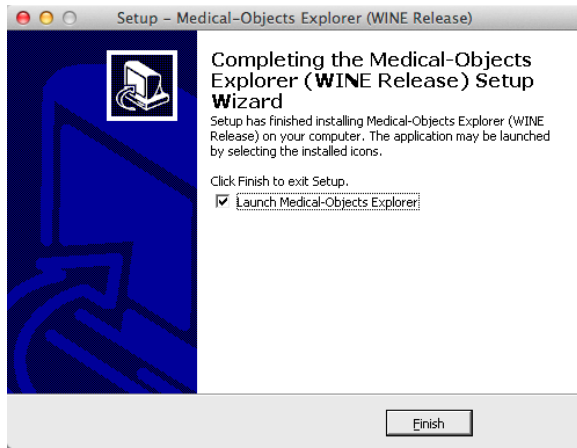 Setup - Medical-Objects Explorer (WINE Release)
Completing the Medical-Objects
Explorer (WINE Release) Setup
Wizard
Setup has finished installing Medical-Objects Explorer (WINE
Release) on your computer. The application may be launched
by selecting the installed icons.
Click Finish to exit Setup.
Launch Medical-Objects Explorer
Finish